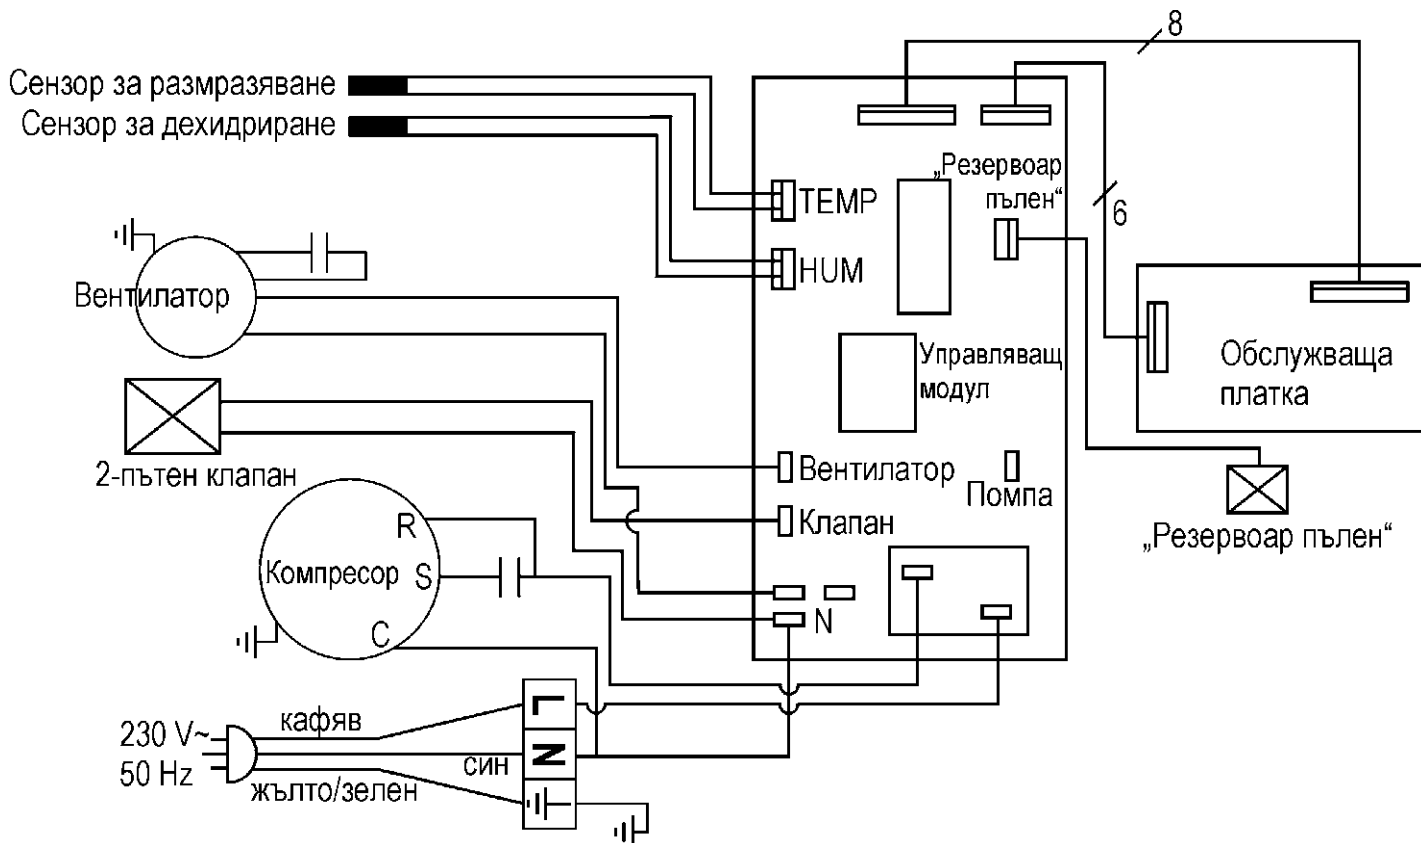 8
Сензор за размразяване
Сензор за дехидриране
„Резервоар
пълен“
TEMP
6
HUM
Вентилатор
Управляващ
модул
Обслужваща
платка
2-пътен клапан
Вентилатор
Помпа
R
Клапан
„Резервоар пълен“
Компресор
S
N
C
L
кафяв
230 V~
N
син
50 Hz
жълто/зелен